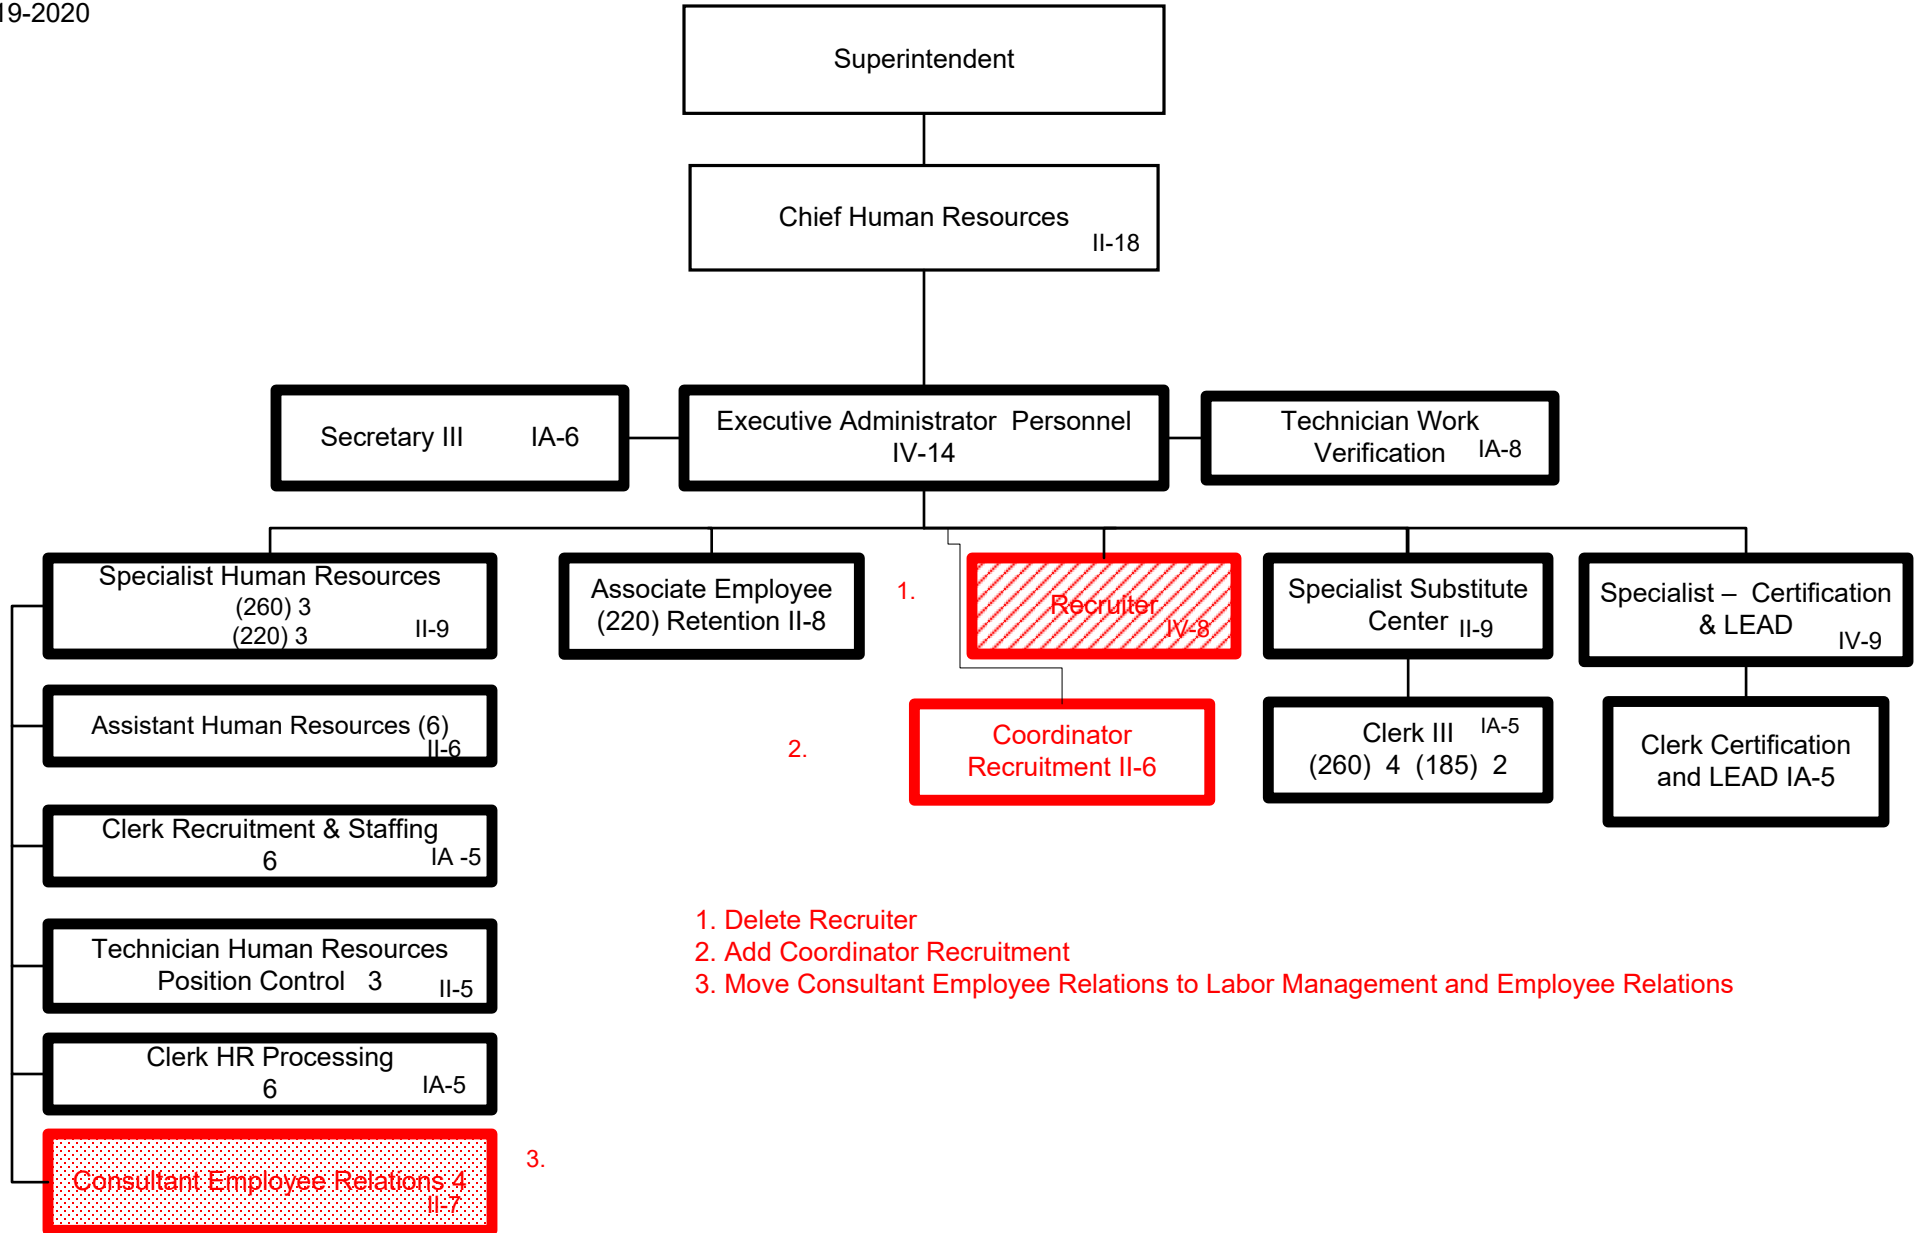 19-2020
Superintendent
Chief Human Resources
II-18
Secretary III IA-6
Executive Administrator Personnel
IV-14
Technician Work
Verification IA-8
Specialist Human Resources
(260) 3
(220) 3
II-9
Associate Employee
(220) Retention II-8
1.
Recruiter
IV-8
Specialist Substitute
Center II-9
Specialist – Certification
& LEAD
IV-9
Assistant Human Resources (6)
II-6
2.
Coordinator
Recruitment II-6
Clerk III IA-5
(260) 4 (185) 2
Clerk Certification
and LEAD IA-5
Clerk Recruitment & Staffing
6 IA -5
Technician Human Resources
Position Control 3
II-5
1. Delete Recruiter
2. Add Coordinator Recruitment
3. Move Consultant Employee Relations to Labor Management and Employee Relations
Clerk HR Processing
6 IA-5
3.
Consultant Employee Relations 4
II-7